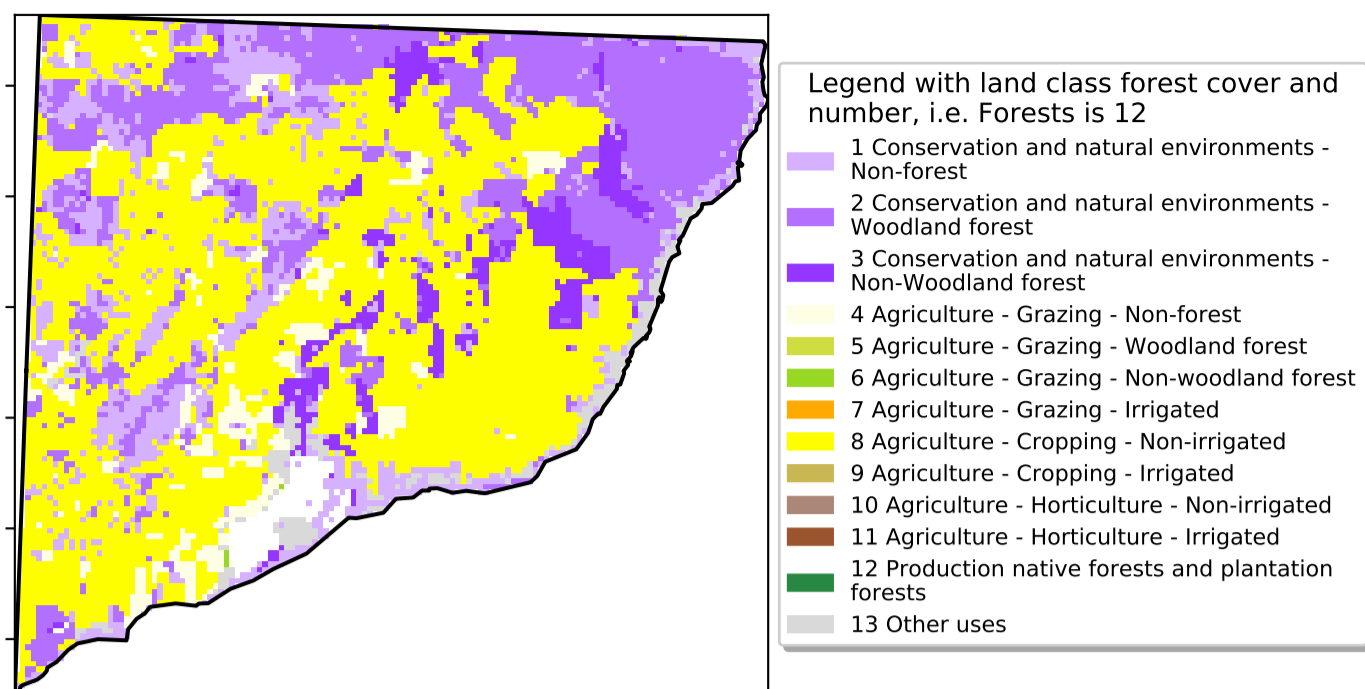 Legend with land class forest cover and
number, i.e. Forests is 12
1 Conservation and natural environments -
Non-forest
2 Conservation and natural environments -
Woodland forest
3 Conservation and natural environments -
Non-Woodland forest
4 Agriculture - Grazing - Non-forest
5 Agriculture - Grazing - Woodland forest
6 Agriculture - Grazing - Non-woodland forest
7 Agriculture - Grazing - Irrigated
8 Agriculture - Cropping - Non-irrigated
9 Agriculture - Cropping - Irrigated
10 Agriculture - Horticulture - Non-irrigated
11 Agriculture - Horticulture - Irrigated
12 Production native forests and plantation
forests
13 Other uses